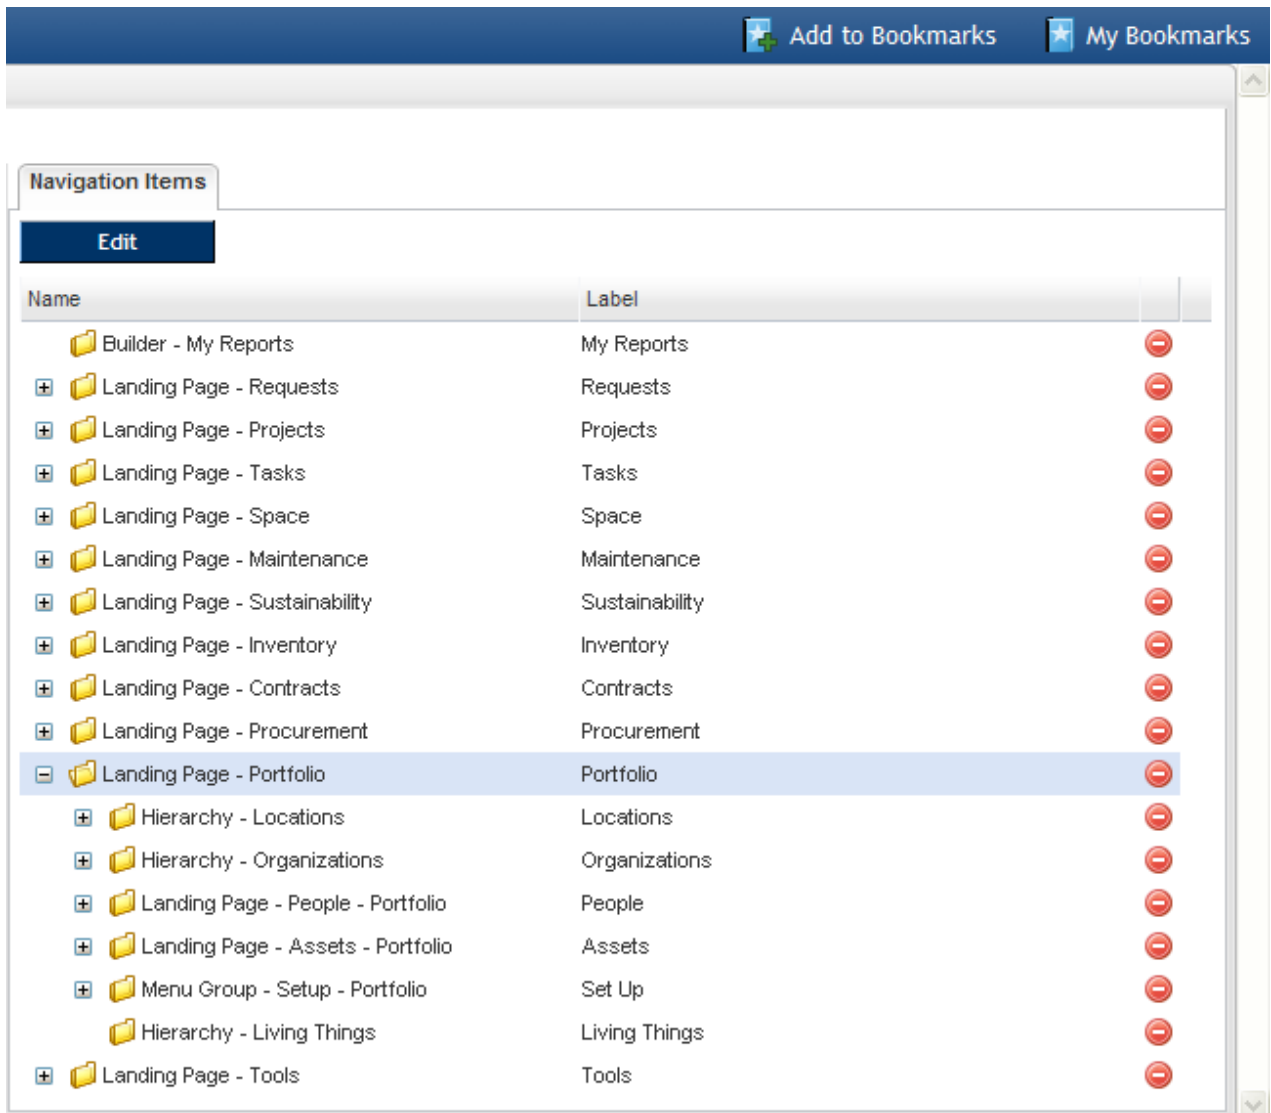 Add to Bookmarks My Bookmarks
Navigation Items
Edit
Name Label
Builder - My Reports My Reports
Landing Page - Requests Requests
Landing Page - Projects Projects
Landing Page - Tasks Tasks
Landing Page - Space Space
Landing Page - Maintenance Maintenance
Landing Page - Sustainability Sustainability
Landing Page - Inventory Inventory
Landing Page - Contracts Contracts
Landing Page - Procurement Procurement
Landing Page - Portfolio Portfolio
Hierarchy - Locations Locations
Hierarchy - Organizations Organizations
Landing Page - People - Portfolio People
Landing Page - Assets - Portfolio Assets
Menu Group - Setup - Portfolio Set Up
Hierarchy - Living Things Living Things
Landing Page - Tools Tools